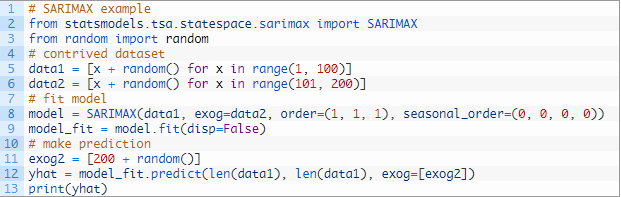 1 # SARIMAX example
2 from statsmodels.tsa.statespace.sarimax import SARIMAX
3 from random import random
4 # contrived dataset
5 data1 = [x + random() for x in range(1, 100)]
6 data2 = [x + random() for x in range(101, 200)]
7 # fit model
8 model = SARIMAX(data1, exog=data2, order=(1, 1, 1), seasonal_order=(0, 0, 0, 0))
9 model_fit = model.fit(disp=False)
10 # make prediction
11 exog2 = [200 + random()]
12 yhat = model_fit.predict(len(data1), len(data1), exog=[exog2])
13 print(yhat)